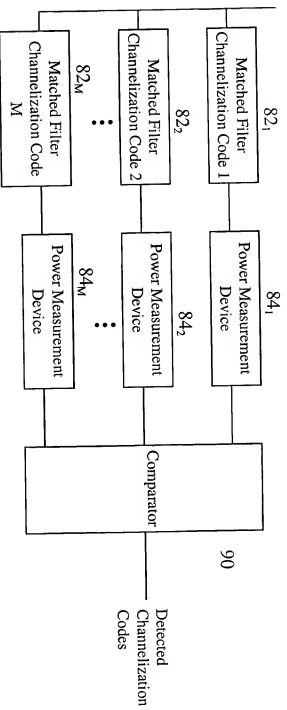 82₁
Matched Filter
Channelization Code 1
84₁
Power Measurement
Device
82₂
Matched Filter
Channelization Code 2
84₂
Power Measurement
Device
82M
Matched Filter
Channelization Code
M
84M
Power Measurement
Device
Comparator
90
Detected
Channelization
Codes